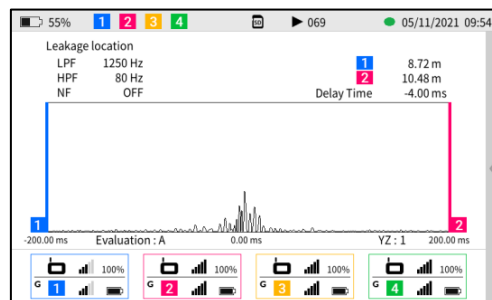 55% 1 2 3 4 SD 069 05/11/2021 09:54
Leakage location
LPF 1250 Hz 1 8.72 m
HPF 80 Hz 2 10.48 m
NF OFF Delay Time -4.00 ms
1 2
-200.00 ms Evaluation : A 0.00 ms YZ : 1 200.00 ms
100% 100% 100% 100%
G 1 G 2 G 3 G 4